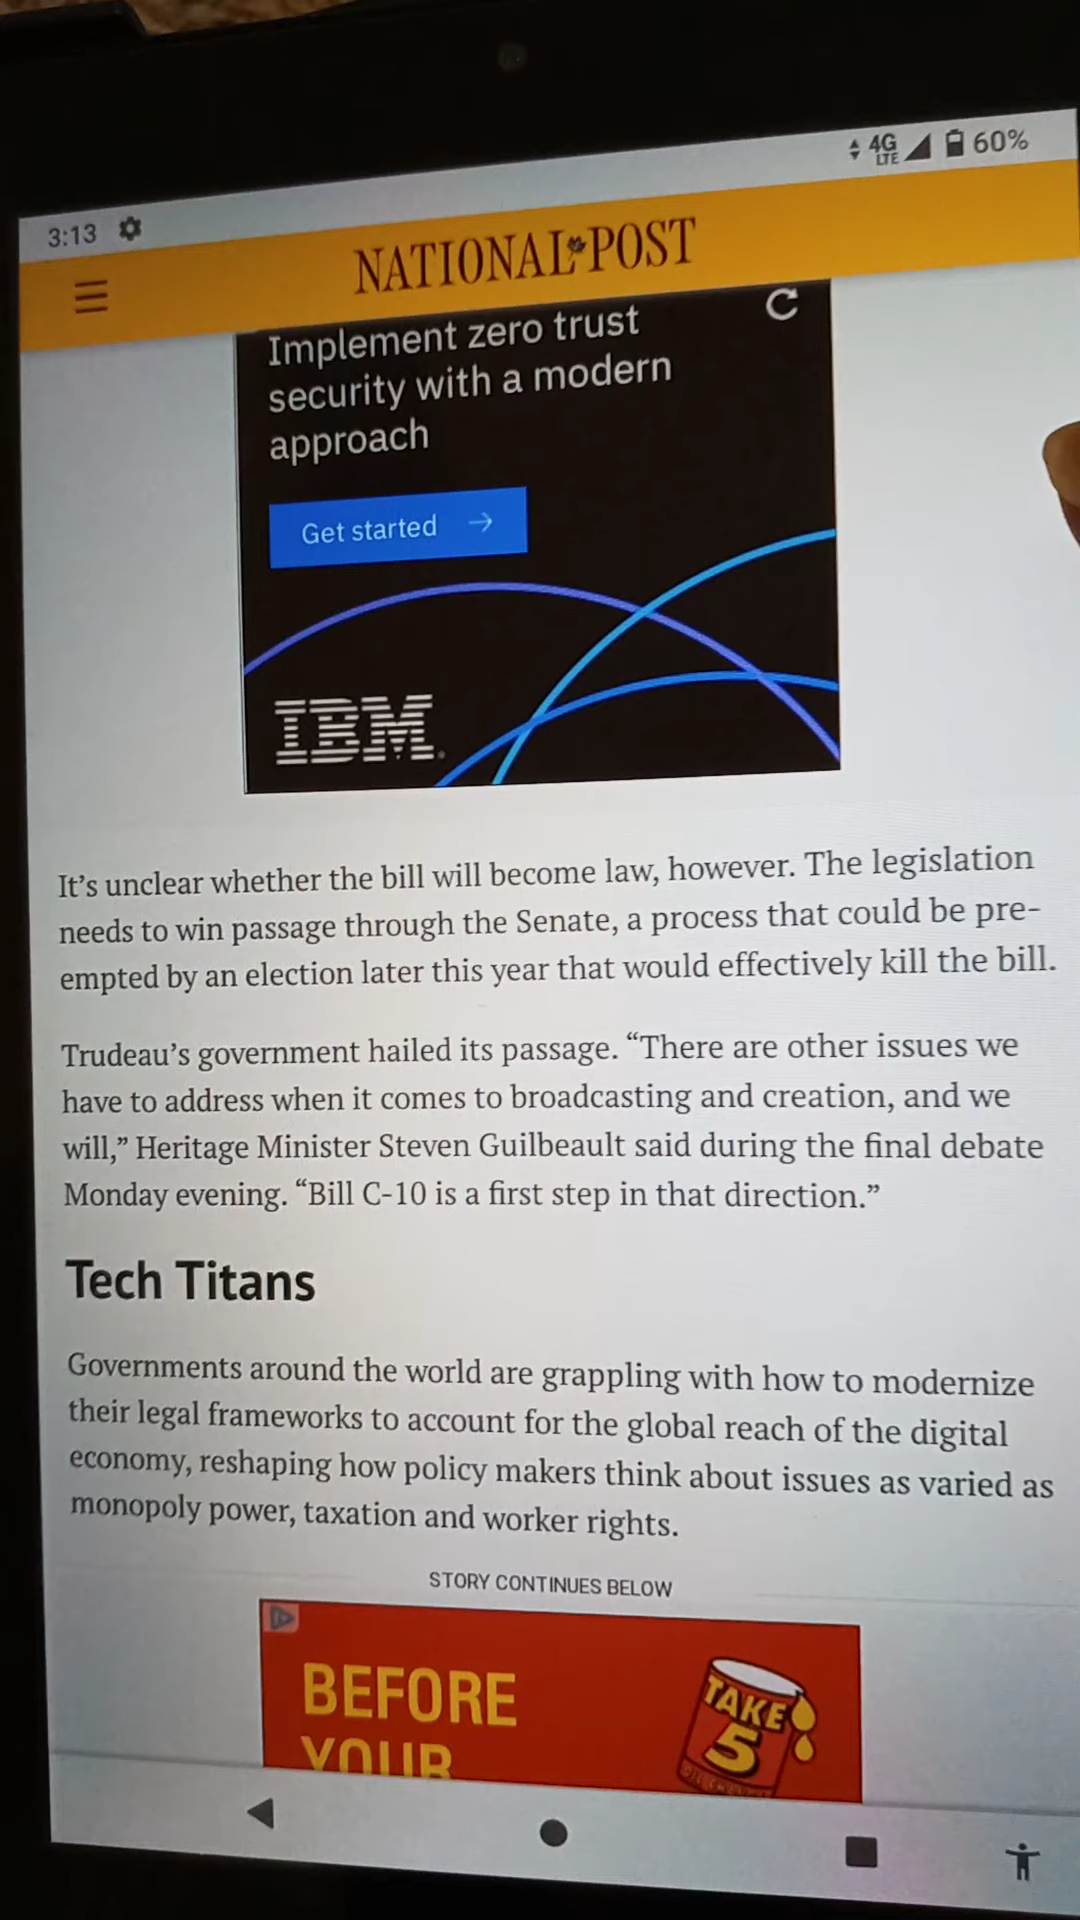 4G
LTE
60%
3:13
NATIONAL POST
Implement zero trust
security with a modern
approach
Get started →
IBM
It's unclear whether the bill will become law, however. The legislation
needs to win passage through the Senate, a process that could be pre-
empted by an election later this year that would effectively kill the bill.
Trudeau's government hailed its passage. “There are other issues we
have to address when it comes to broadcasting and creation, and we
will,” Heritage Minister Steven Guilbeault said during the final debate
Monday evening. “Bill C-10 is a first step in that direction.”
Tech Titans
Governments around the world are grappling with how to modernize
their legal frameworks to account for the global reach of the digital
economy, reshaping how policy makers think about issues as varied as
monopoly power, taxation and worker rights.
STORY CONTINUES BELOW
BEFORE
YOUR
TAKE
5